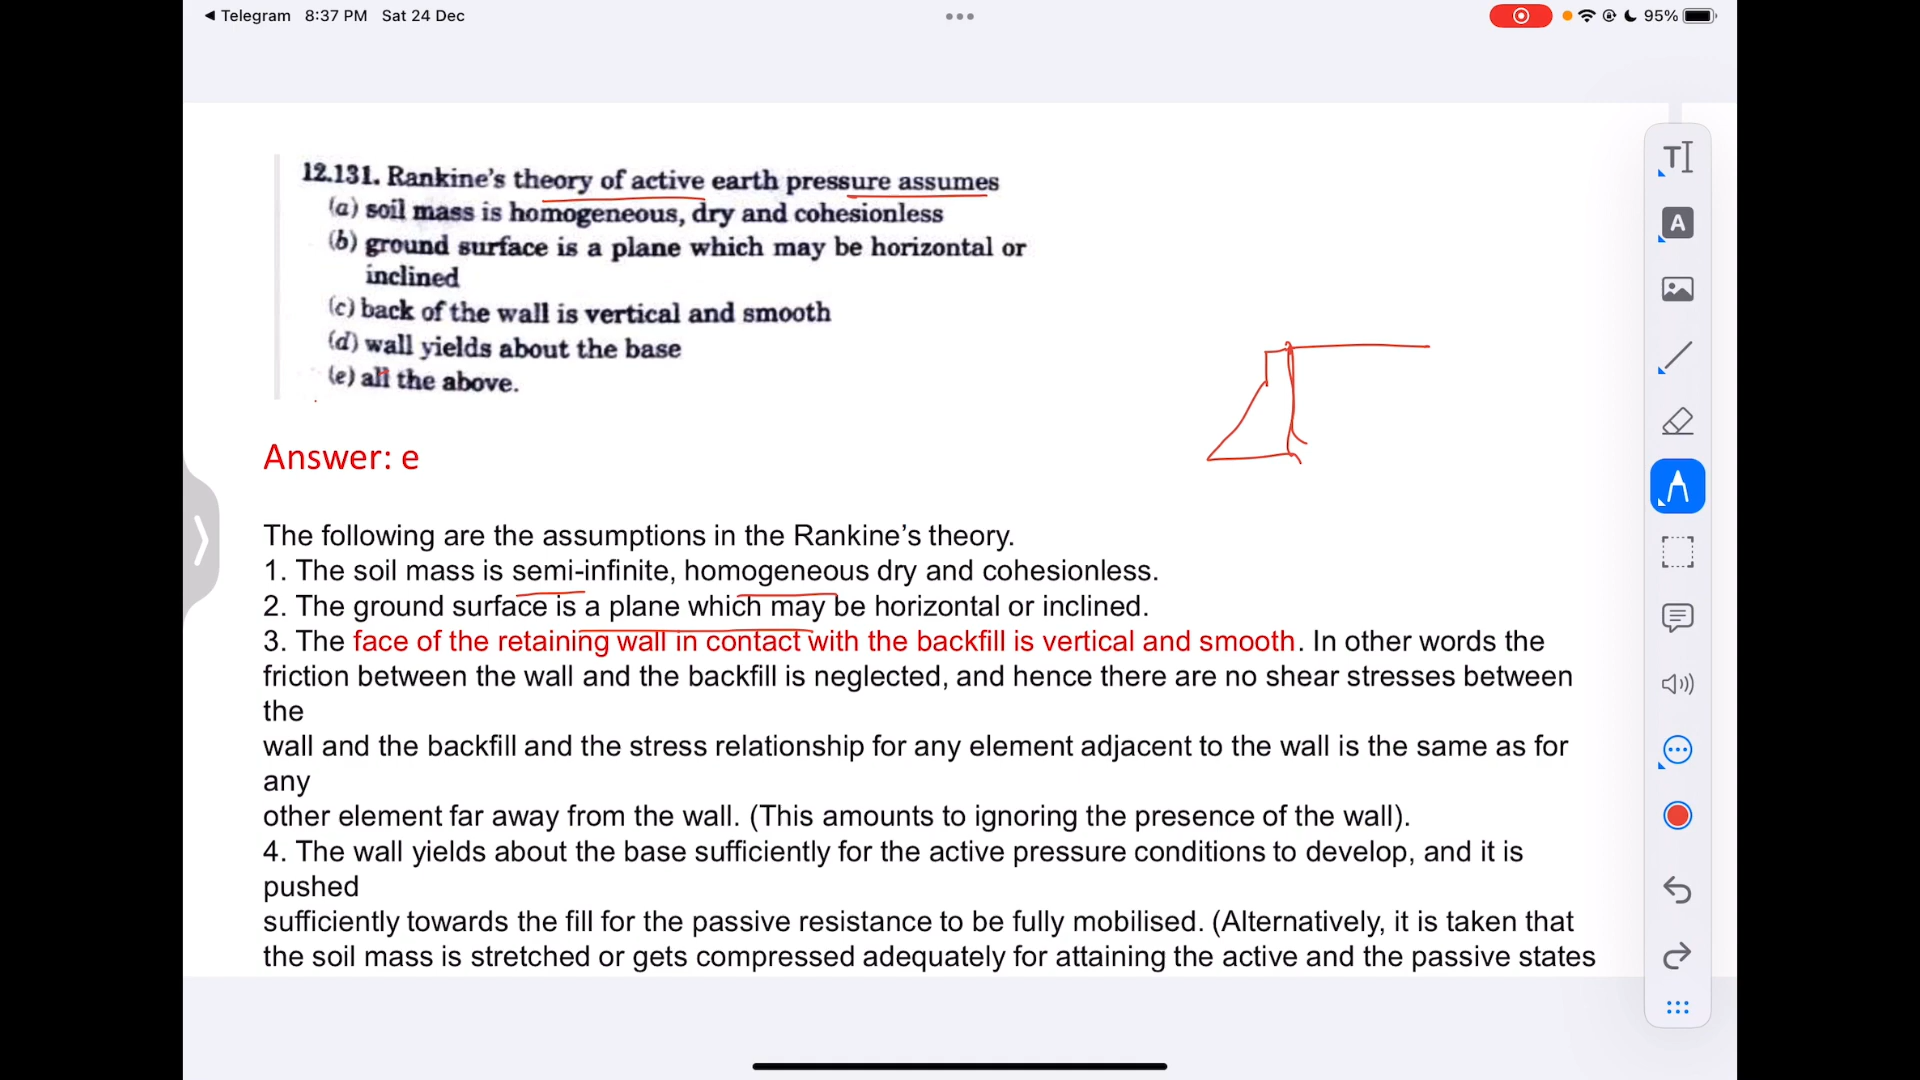 Telegram 8:37 PM Sat 24 Dec
95%
12.131. Rankine's theory of active earth pressure assumes
(a) soil mass is homogeneous, dry and cohesionless
(b) ground surface is a plane which may be horizontal or
inclined
(c) back of the wall is vertical and smooth
(d) wall yields about the base
(e) all the above.
Answer: e
The following are the assumptions in the Rankine’s theory.
1. The soil mass is semi-infinite, homogeneous dry and cohesionless.
2. The ground surface is a plane which may be horizontal or inclined.
3. The face of the retaining wall in contact with the backfill is vertical and smooth. In other words the
friction between the wall and the backfill is neglected, and hence there are no shear stresses between
the
wall and the backfill and the stress relationship for any element adjacent to the wall is the same as for
any
other element far away from the wall. (This amounts to ignoring the presence of the wall).
4. The wall yields about the base sufficiently for the active pressure conditions to develop, and it is
pushed
sufficiently towards the fill for the passive resistance to be fully mobilised. (Alternatively, it is taken that
the soil mass is stretched or gets compressed adequately for attaining the active and the passive states